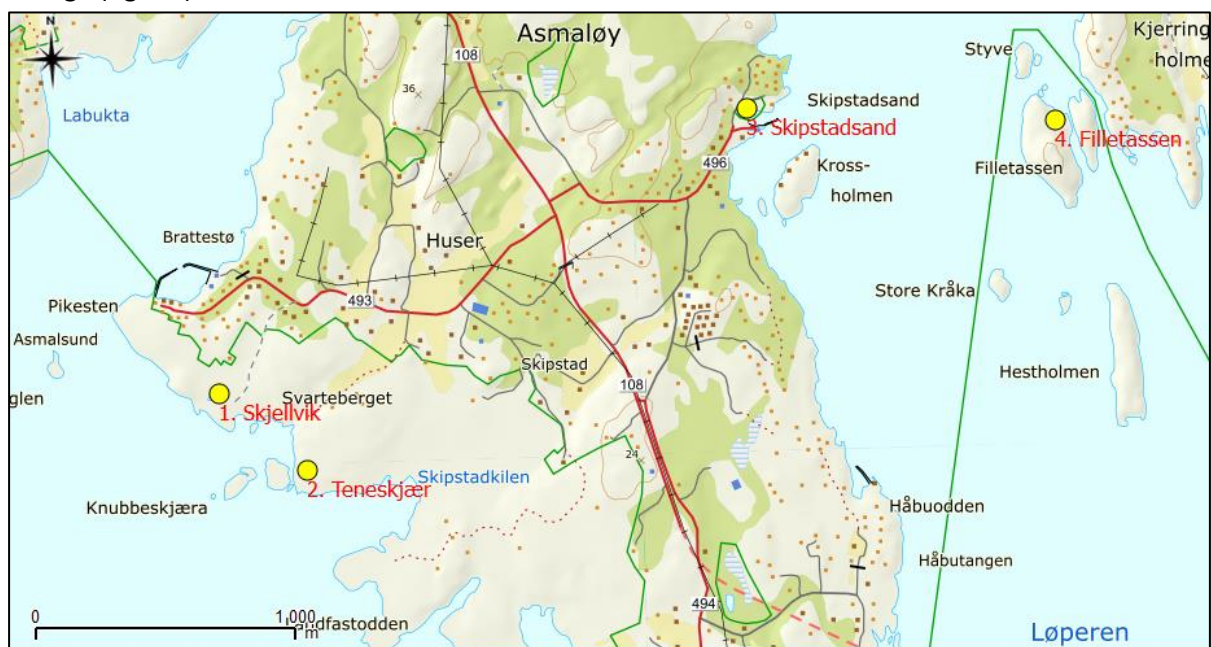 N
Asmaløy
Kjerring
holme
Styve
108
36
Labukta
Skipstadsand
3. Skipstadsand
4. Filletassen
496
Kross-
holmen
Filletassen
Brattestø
Huser
Pikesten
493
Store Kråka
Asmalsund
Skipstad
108
Hestholmen
glen
Svarteberget
1. Skjellvik
24
Skipstadkilen
2. Teneskjær
Knubbeskjæra
Håbuodden
Håbutangen
494
0
1,000
m
ndfastodden
Løperen